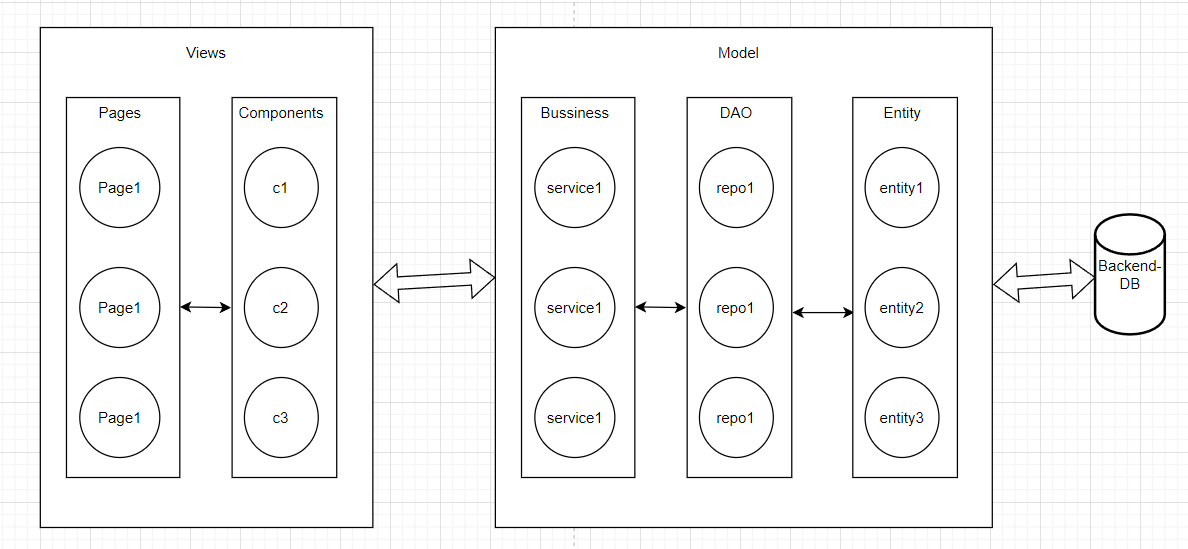 Views
Pages
Components
Page1
c1
Page1
c2
Page1
c3
Model
Bussiness
DAO
Entity
service1
repo1
entity1
service1
repo1
entity2
service1
repo1
entity3
Backend-
DB